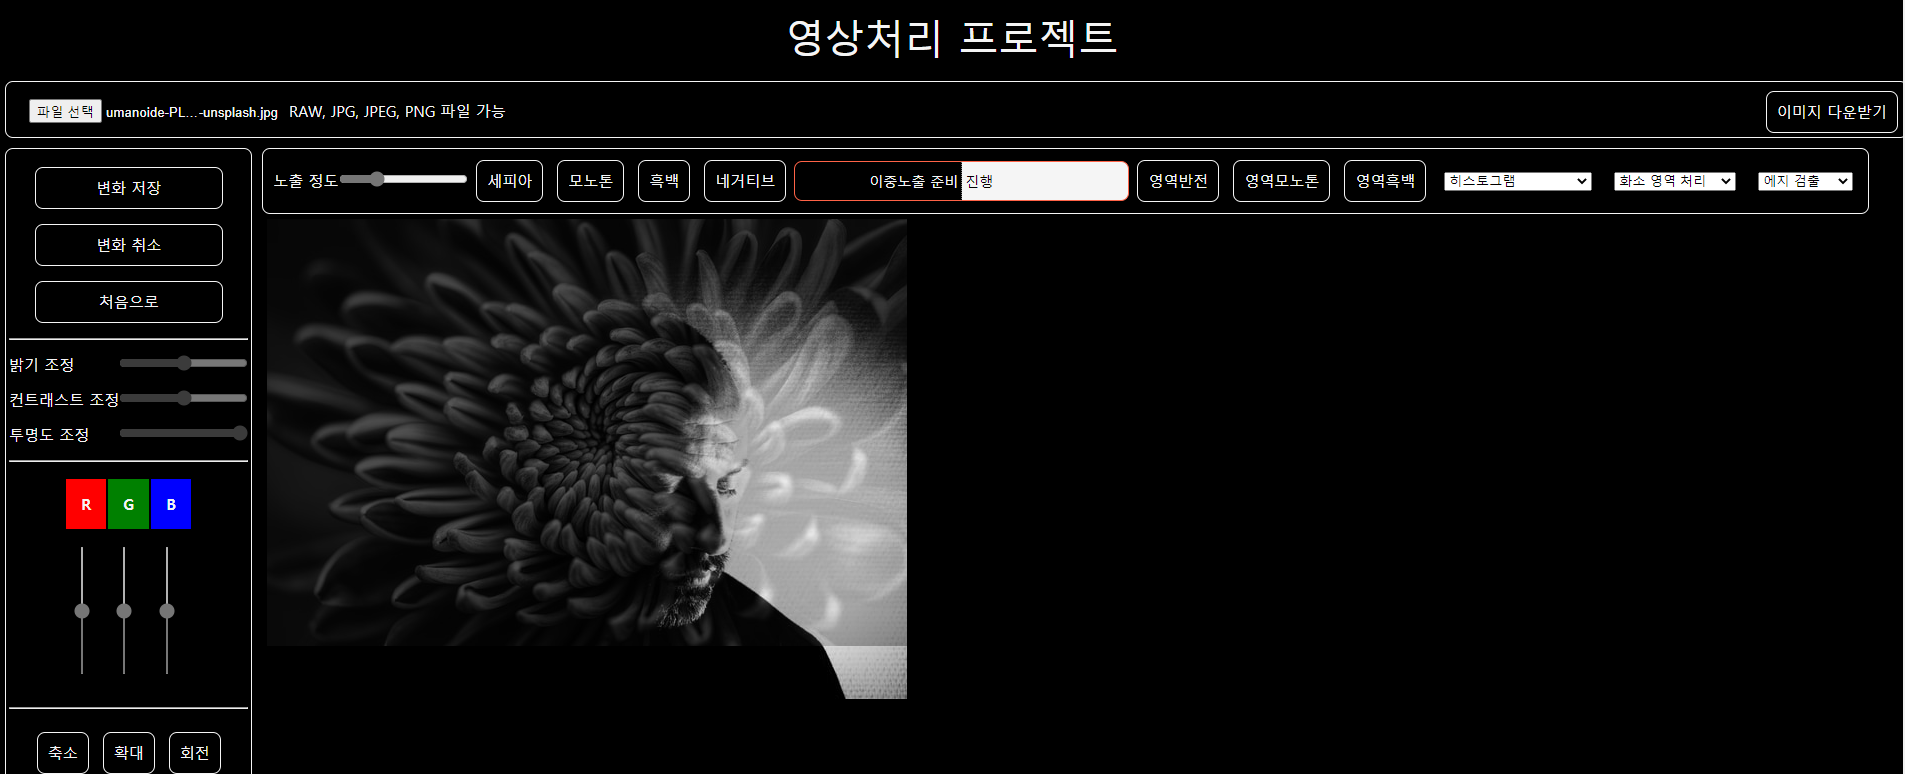 영상처리 프로젝트
파일 선택 umanoide-PL...-unsplash.jpg RAW, JPG, JPEG, PNG 파일 가능
이미지 다운받기
변화 저장
변화 취소
처음으로
밝기 조정
컨트래스트 조정
투명도 조정
R G B
축소 확대 회전
노출 정도 세피아 모노톤 흑백 네거티브 이중노출 준비 진행 영역반전 영역모노톤 영역흑백 히스토그램 화소 영역 처리 에지 검출